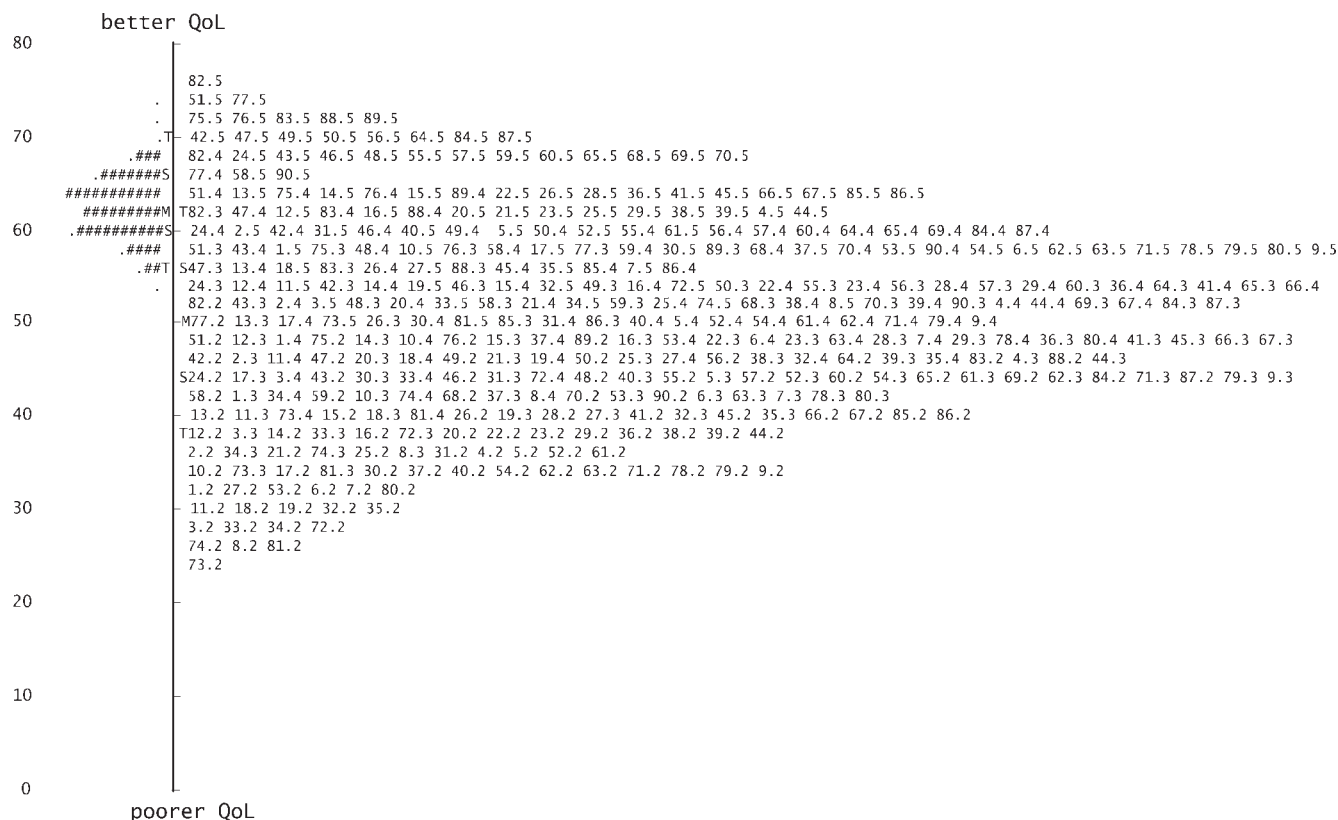 better QoL
80
82.5
. 51.5 77.5
. 75.5 76.5 83.5 88.5 89.5
70 .T 42.5 47.5 49.5 50.5 56.5 64.5 84.5 87.5
.### 82.4 24.5 43.5 46.5 48.5 55.5 57.5 59.5 60.5 65.5 68.5 69.5 70.5
.#######S 77.4 58.5 90.5
########### 51.4 13.5 75.4 14.5 76.4 15.5 89.4 22.5 26.5 28.5 36.5 41.5 45.5 66.5 67.5 85.5 86.5
#########M T82.3 47.4 12.5 83.4 16.5 88.4 20.5 21.5 23.5 25.5 29.5 38.5 39.5 4.5 44.5
60 .##########S 24.4 2.5 42.4 31.5 46.4 40.5 49.4 5.5 50.4 52.5 55.4 61.5 56.4 57.4 60.4 64.4 65.4 69.4 84.4 87.4
.#### 51.3 43.4 1.5 75.3 48.4 10.5 76.3 58.4 17.5 77.3 59.4 30.5 89.3 68.4 37.5 70.4 53.5 90.4 54.5 6.5 62.5 63.5 71.5 78.5 79.5 80.5 9.5
.##T S47.3 13.4 18.5 83.3 26.4 27.5 88.3 45.4 35.5 85.4 7.5 86.4
. 24.3 12.4 11.5 42.3 14.4 19.5 46.3 15.4 32.5 49.3 16.4 72.5 50.3 22.4 55.3 23.4 56.3 28.4 57.3 29.4 60.3 36.4 64.3 41.4 65.3 66.4
82.2 43.3 2.4 3.5 48.3 20.4 33.5 58.3 21.4 34.5 59.3 25.4 74.5 68.3 38.4 8.5 70.3 39.4 90.3 4.4 44.4 69.3 67.4 84.3 87.3
50 M77.2 13.3 17.4 73.5 26.3 30.4 81.5 85.3 31.4 86.3 40.4 5.4 52.4 54.4 61.4 62.4 71.4 79.4 9.4
51.2 12.3 1.4 75.2 14.3 10.4 76.2 15.3 37.4 89.2 16.3 53.4 22.3 6.4 23.3 63.4 28.3 7.4 29.3 78.4 36.3 80.4 41.3 45.3 66.3 67.3
42.2 2.3 11.4 47.2 20.3 18.4 49.2 21.3 19.4 50.2 25.3 27.4 56.2 38.3 32.4 64.2 39.3 35.4 83.2 4.3 88.2 44.3
S24.2 17.3 3.4 43.2 30.3 33.4 46.2 31.3 72.4 48.2 40.3 55.2 5.3 57.2 52.3 60.2 54.3 65.2 61.3 69.2 62.3 84.2 71.3 87.2 79.3 9.3
58.2 1.3 34.4 59.2 10.3 74.4 68.2 37.3 8.4 70.2 53.3 90.2 6.3 63.3 7.3 78.3 80.3
40 13.2 11.3 73.4 15.2 18.3 81.4 26.2 19.3 28.2 27.3 41.2 32.3 45.2 35.3 66.2 67.2 85.2 86.2
T12.2 3.3 14.2 33.3 16.2 72.3 20.2 22.2 23.2 29.2 36.2 38.2 39.2 44.2
2.2 34.3 21.2 74.3 25.2 8.3 31.2 4.2 5.2 52.2 61.2
10.2 73.3 17.2 81.3 30.2 37.2 40.2 54.2 62.2 63.2 71.2 78.2 79.2 9.2
1.2 27.2 53.2 6.2 7.2 80.2
30 11.2 18.2 19.2 32.2 35.2
3.2 33.2 34.2 72.2
74.2 8.2 81.2
73.2
20
10
0
poorer QoL